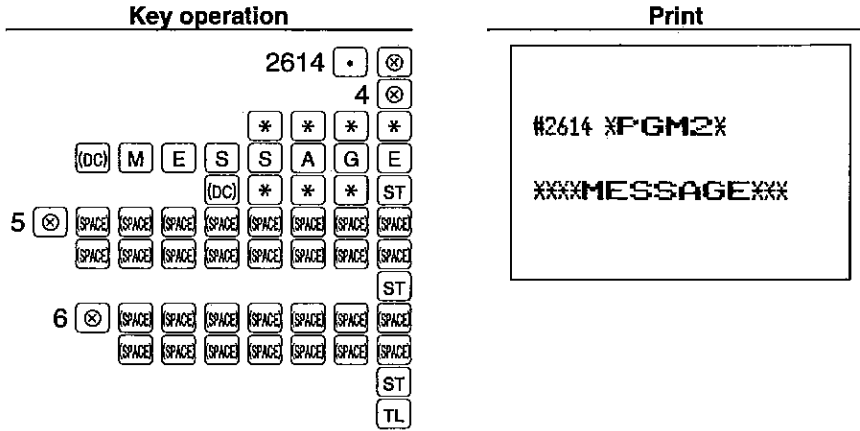 Key operation
2614 · ⊗
4 ⊗
* * * *
(DC) M E S S A G E
(DC) * * * ST
5 ⊗ (SPACE) (SPACE) (SPACE) (SPACE) (SPACE) (SPACE) (SPACE) (SPACE)
(SPACE) (SPACE) (SPACE) (SPACE) (SPACE) (SPACE) (SPACE) (SPACE)
ST
6 ⊗ (SPACE) (SPACE) (SPACE) (SPACE) (SPACE) (SPACE) (SPACE)
(SPACE) (SPACE) (SPACE) (SPACE) (SPACE) (SPACE) (SPACE)
ST
TL
Print
#2614 *PGM2*
****MESSAGE***